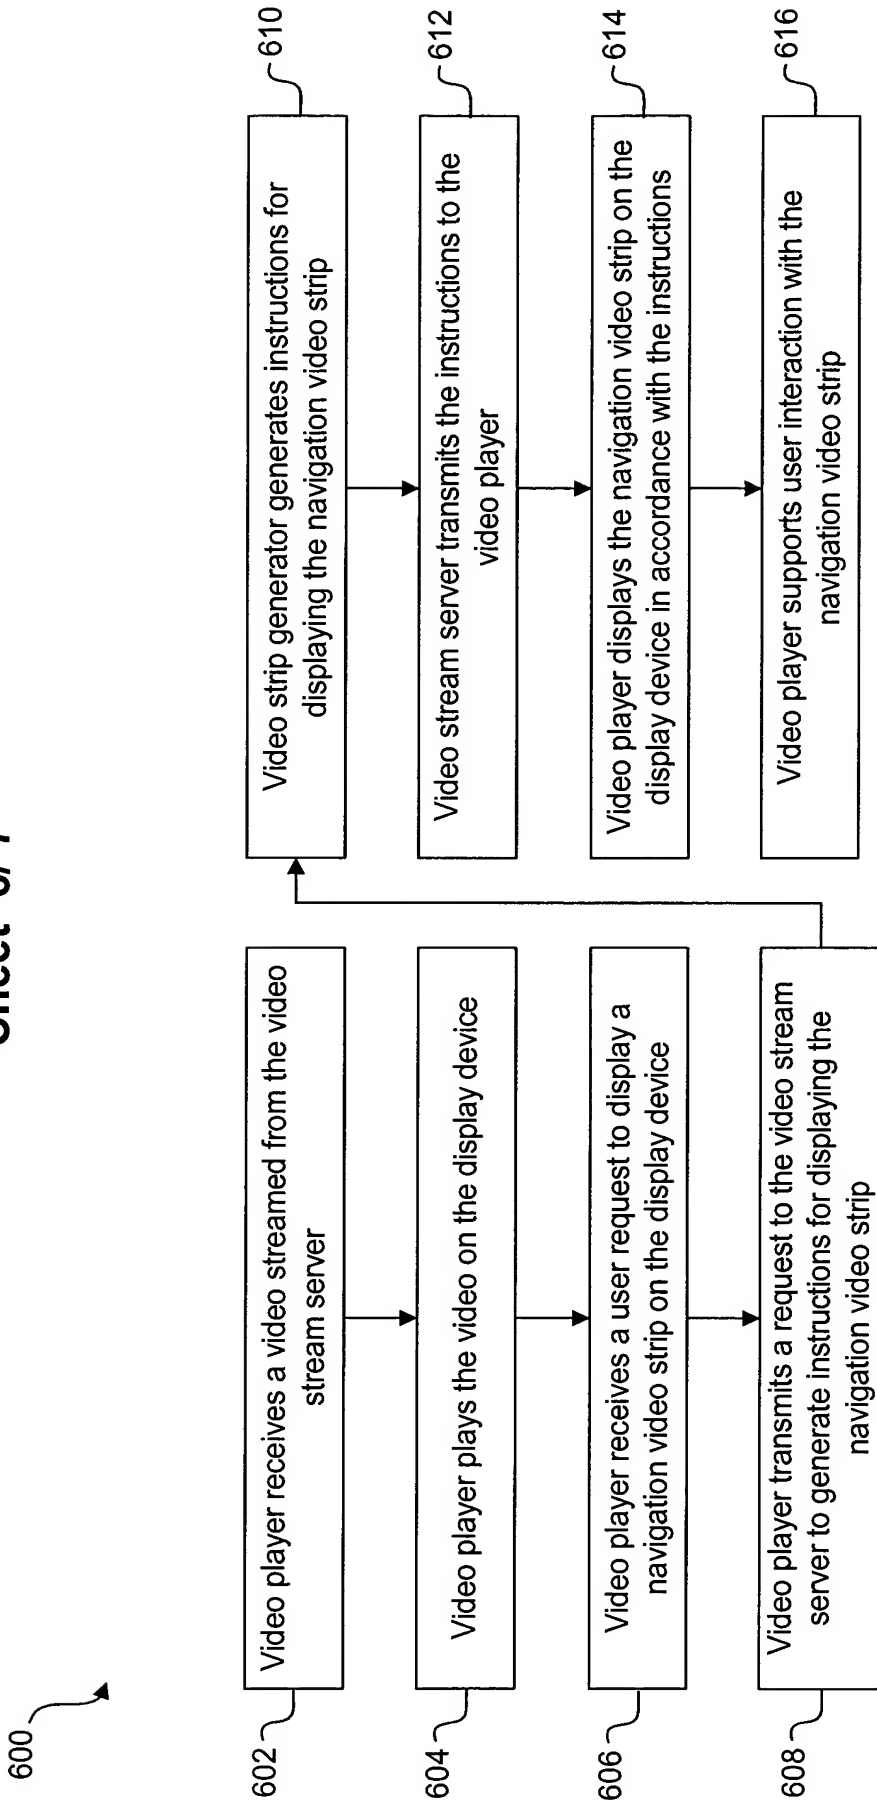 600
602
Video player receives a video streamed from the video
stream server
604
Video player plays the video on the display device
606
Video player receives a user request to display a
navigation video strip on the display device
608
Video player transmits a request to the video stream
server to generate instructions for displaying the
navigation video strip
610
Video strip generator generates instructions for
displaying the navigation video strip
612
Video stream server transmits the instructions to the
video player
614
Video player displays the navigation video strip on the
display device in accordance with the instructions
616
Video player supports user interaction with the
navigation video strip